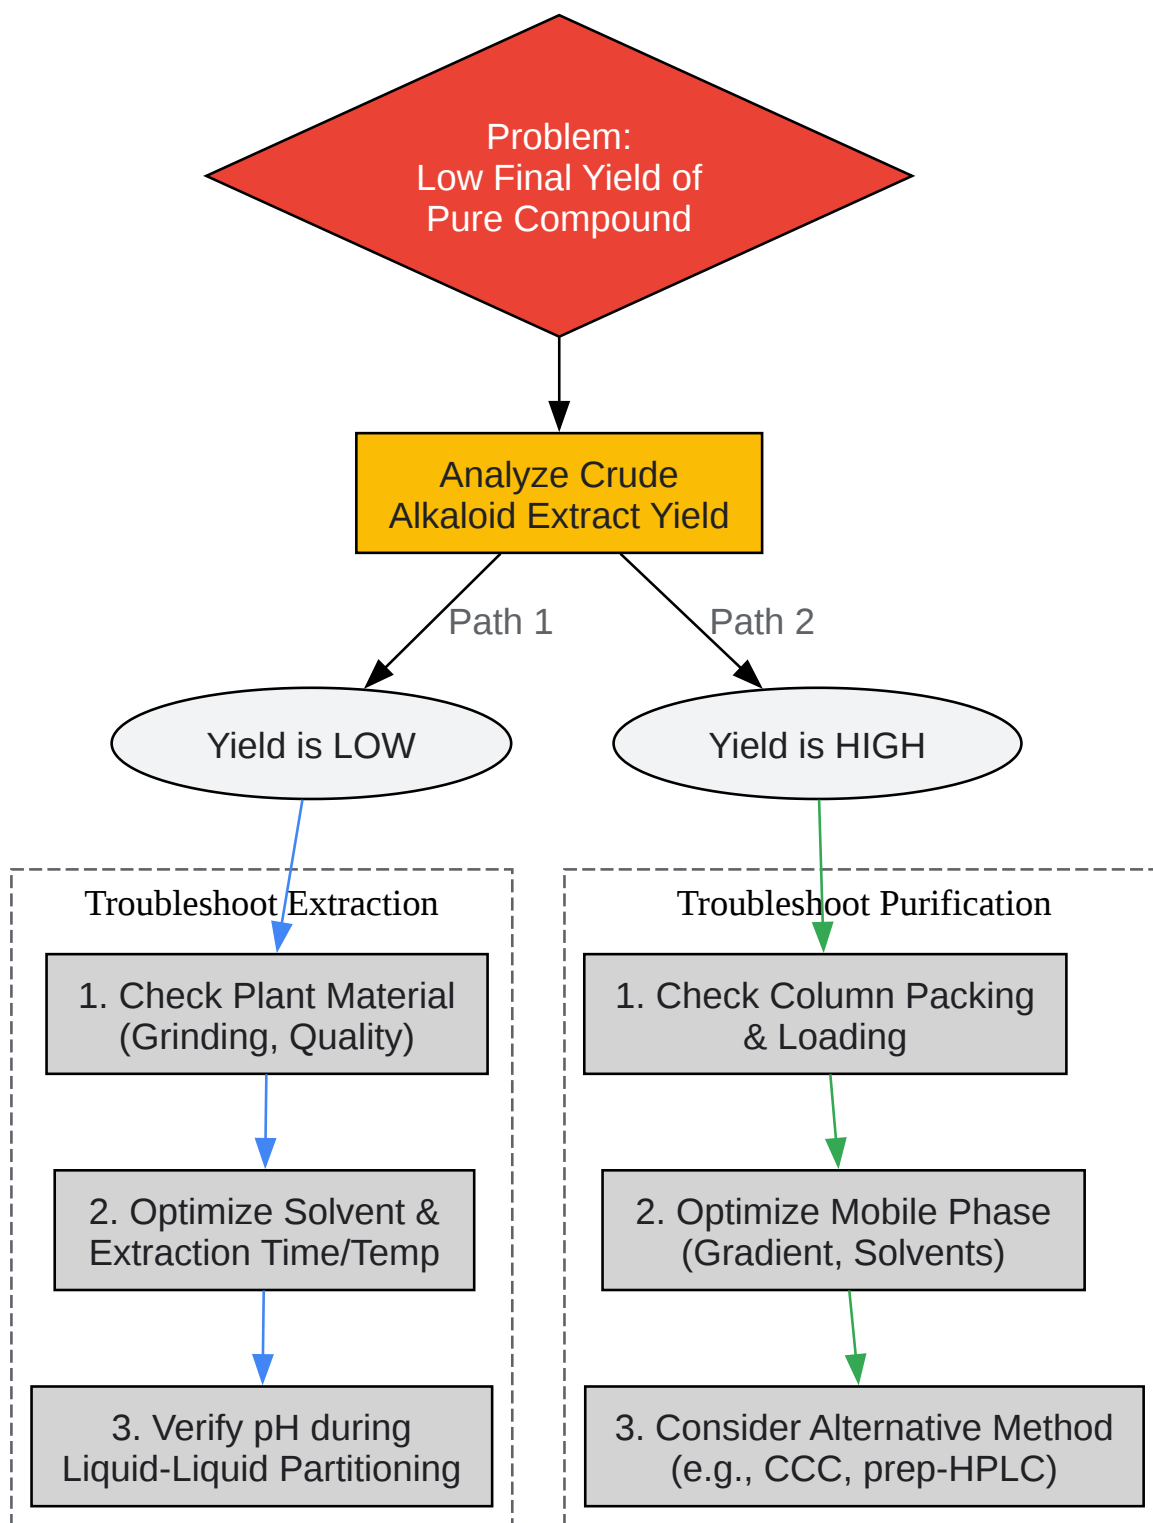 Problem:
Low Final Yield of
Pure Compound
Analyze Crude
Alkaloid Extract Yield
Path 1
Path 2
Yield is LOW
Yield is HIGH
Troubleshoot Extraction
1. Check Plant Material
(Grinding, Quality)
2. Optimize Solvent &
Extraction Time/Temp
3. Verify pH during
Liquid-Liquid Partitioning
Troubleshoot Purification
1. Check Column Packing
& Loading
2. Optimize Mobile Phase
(Gradient, Solvents)
3. Consider Alternative Method
(e.g., CCC, prep-HPLC)